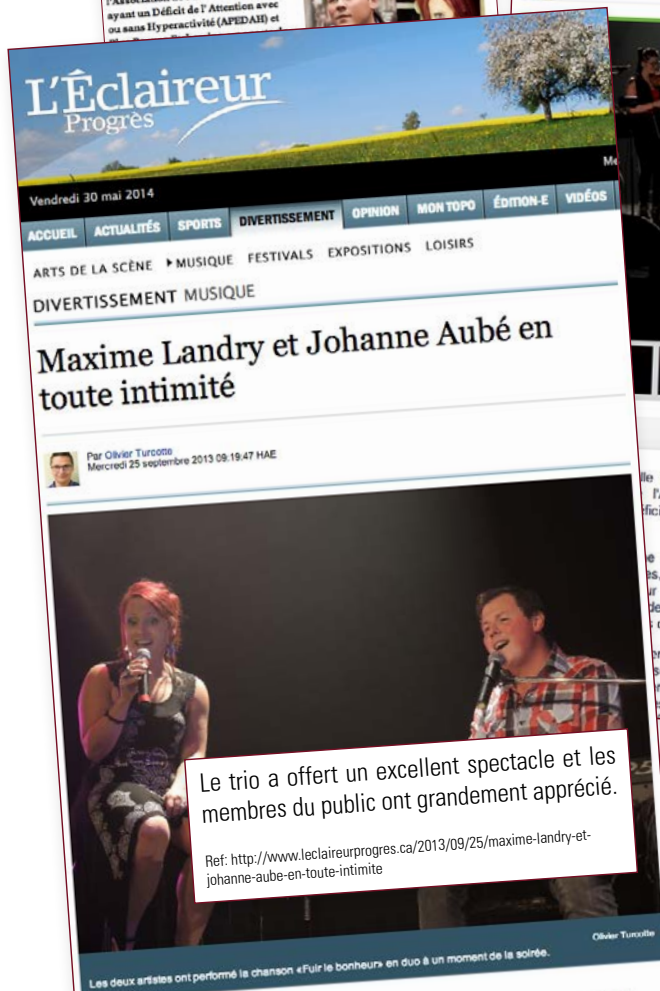 ayant un Déficit de l'Attention avec
ou sans Hyperactivité (APEDAH) et
L'Éclaireur
Progrès
Vendredi 30 mai 2014
ACCUEIL ACTUALITÉS SPORTS DIVERTISSEMENT OPINION MON TOPO ÉDITION-E VIDÉOS
ARTS DE LA SCÈNE MUSIQUE FESTIVALS EXPOSITIONS LOISIRS
DIVERTISSEMENT MUSIQUE
Maxime Landry et Johanne Aubé en
toute intimité
Par Olivier Turcotte
Mercredi 25 septembre 2013 09:19:47 HAE
Le trio a offert un excellent spectacle et les
membres du public ont grandement apprécié.
Ref: http://www.leclaireurprogres.ca/2013/09/25/maxime-landry-et-
johanne-aube-en-toute-intimite
Olivier Turcotte
Les deux artistes ont performé la chanson «Fuir le bonheur» en duo à un moment de la soirée.